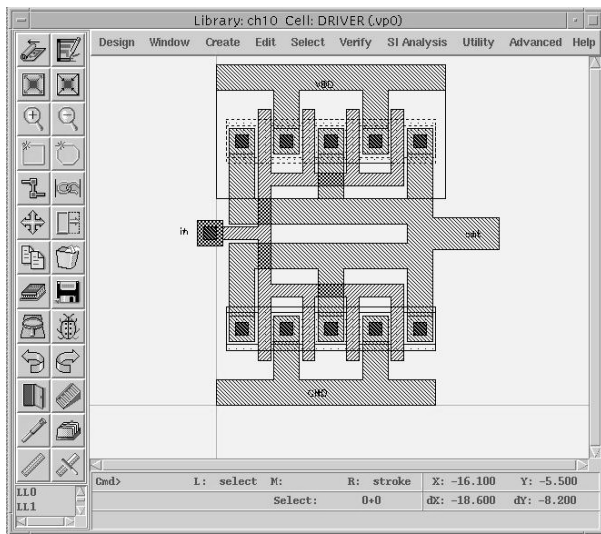 Library: ch10 Cell: DRIVER (.vp0)
Design Window Create Edit Select Verify SI Analysis Utility Advanced Help
VDD
in
out
GND
Cmd> L: select M: R: stroke X: -16.100 Y: -5.500
Select: 0+0 dX: -18.600 dY: -8.200
LL0
LL1